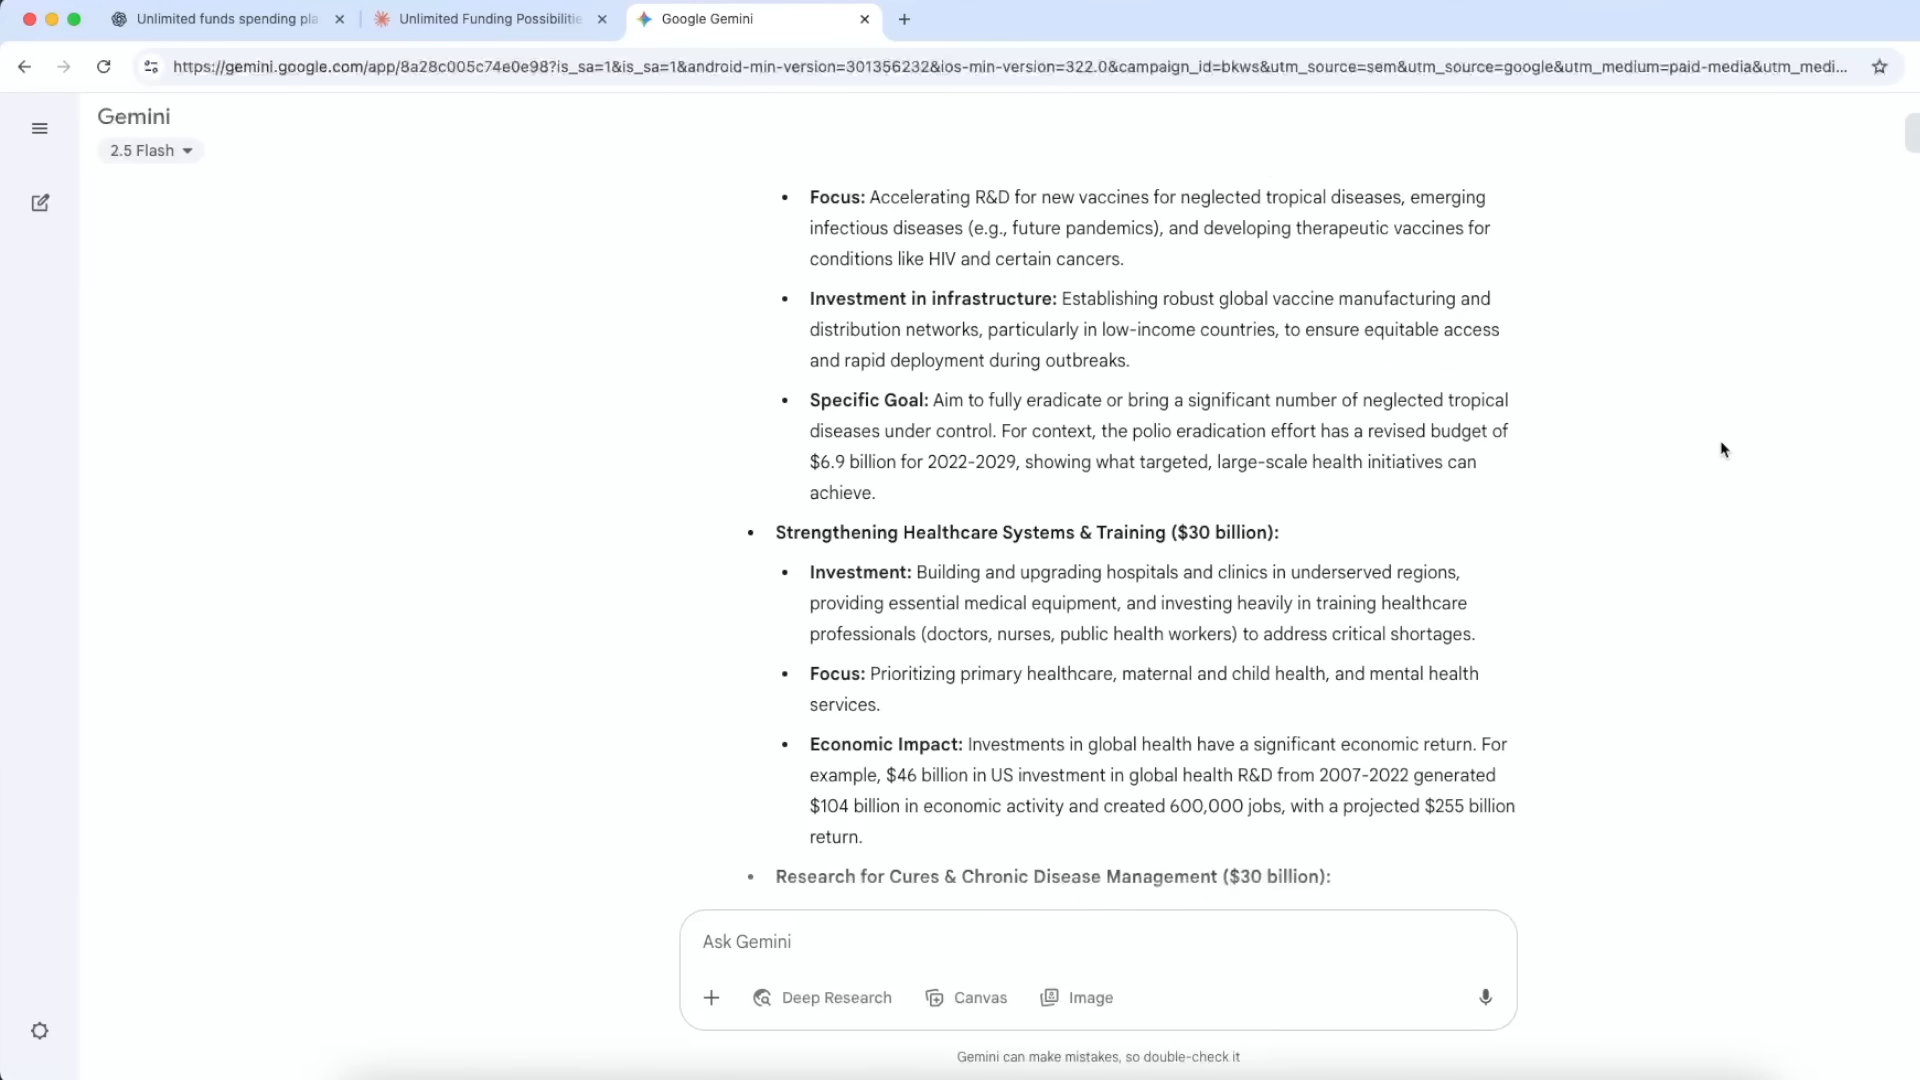 Unlimited funds spending pla
Unlimited Funding Possibilitie
Google Gemini
https://gemini.google.com/app/8a28c005c74e0e98?is_sa=1&is_sa=1&android-min-version=301356232&ios-min-version=322.0&campaign_id=bkws&utm_source=sem&utm_source=google&utm_medium=paid-media&utm_medi...
Gemini
2.5 Flash
• Focus: Accelerating R&D for new vaccines for neglected tropical diseases, emerging
infectious diseases (e.g., future pandemics), and developing therapeutic vaccines for
conditions like HIV and certain cancers.
• Investment in infrastructure: Establishing robust global vaccine manufacturing and
distribution networks, particularly in low-income countries, to ensure equitable access
and rapid deployment during outbreaks.
• Specific Goal: Aim to fully eradicate or bring a significant number of neglected tropical
diseases under control. For context, the polio eradication effort has a revised budget of
$6.9 billion for 2022-2029, showing what targeted, large-scale health initiatives can
achieve.
• Strengthening Healthcare Systems & Training ($30 billion):
• Investment: Building and upgrading hospitals and clinics in underserved regions,
providing essential medical equipment, and investing heavily in training healthcare
professionals (doctors, nurses, public health workers) to address critical shortages.
• Focus: Prioritizing primary healthcare, maternal and child health, and mental health
services.
• Economic Impact: Investments in global health have a significant economic return. For
example, $46 billion in US investment in global health R&D from 2007-2022 generated
$104 billion in economic activity and created 600,000 jobs, with a projected $255 billion
return.
• Research for Cures & Chronic Disease Management ($30 billion):
Ask Gemini
Deep Research
Canvas
Image
Gemini can make mistakes, so double-check it